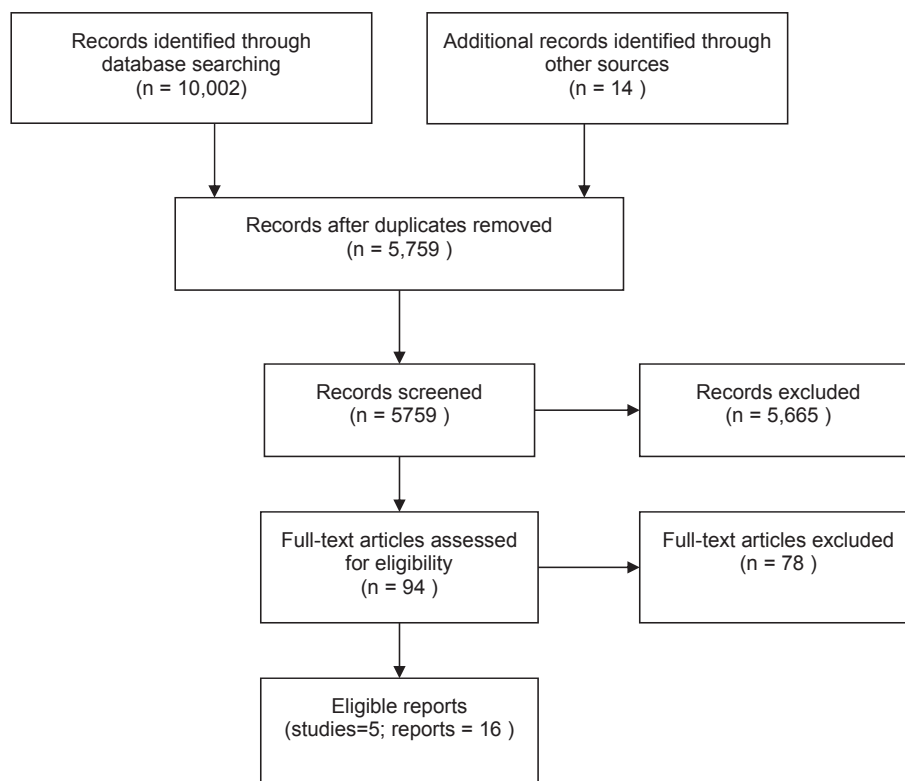 Records identified through
database searching
(n = 10,002)
Additional records identified through
other sources
(n = 14 )
Records after duplicates removed
(n = 5,759 )
Records screened
(n = 5759 )
Records excluded
(n = 5,665 )
Full-text articles assessed
for eligibility
(n = 94 )
Full-text articles excluded
(n = 78 )
Eligible reports
(studies=5; reports = 16 )